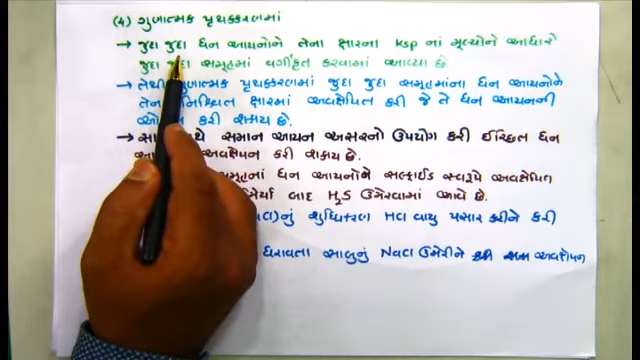 (4) ગુણાત્મક પૃથક્કરણમાં
→ જુદા જુદા ધન આયનોને તેના ક્ષારના Ksp નાં મૂલ્યોને આધારે
જુદા જુદા સમૂહમાં વર્ગીકૃત કરવામાં આવ્યા છે
→ તેથી ગુણાત્મક પૃથક્કરણમાં જુદા જુદા સમૂહમાંના ધન આયનોને
નિશ્ચિત ક્ષારમાં અવક્ષેપિત કરી જે તે ધન આયનની
કરી શકાય છે.
→ સમાન આયન અસરનો ઉપયોગ કરી ઈચ્છિત ધન
અવક્ષેપન કરી શકાય છે.
સમૂહનાં ધન આયનોને સલ્ફાઈડ સ્વરૂપે અવક્ષેપિત
ઉમેર્યા બાદ H₂S ઉમેરવામાં આવે છે.
નું શુધ્ધિકરણ HCl વાયુ પસાર કરીને કરી
ધરાવતા સાબુનું NaCl ઉમેરીને અવક્ષેપન